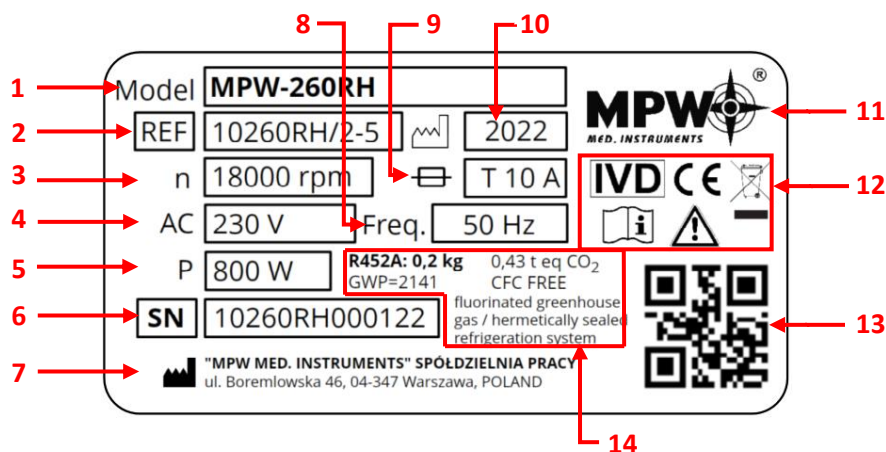 8 9 10
1 Model MPW-260RH MPW ® 11
MED. INSTRUMENTS
2 REF 10260RH/2-5 2022
3 n 18000 rpm T 10 A IVD CE 12
4 AC 230 V Freq. 50 Hz i !
5 P 800 W R452A: 0,2 kg 0,43 t eq CO₂
GWP=2141 CFC FREE
fluorinated greenhouse
gas / hermetically sealed
refrigeration system
6 SN 10260RH000122 13
7 "MPW MED. INSTRUMENTS" SPÓŁDZIELNIA PRACY
ul. Boremlowska 46, 04-347 Warszawa, POLAND
14